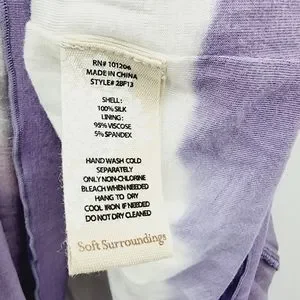 RN# 101206
MADE IN CHINA
STYLE# 2BF13
SHELL:
100% SILK
LINING:
95% VISCOSE
5% SPANDEX
HAND WASH COLD
SEPARATELY
ONLY NON-CHLORINE
BLEACH WHEN NEEDED
HANG TO DRY
COOL IRON IF NEEDED
DO NOT DRY CLEANED
Soft Surroundings